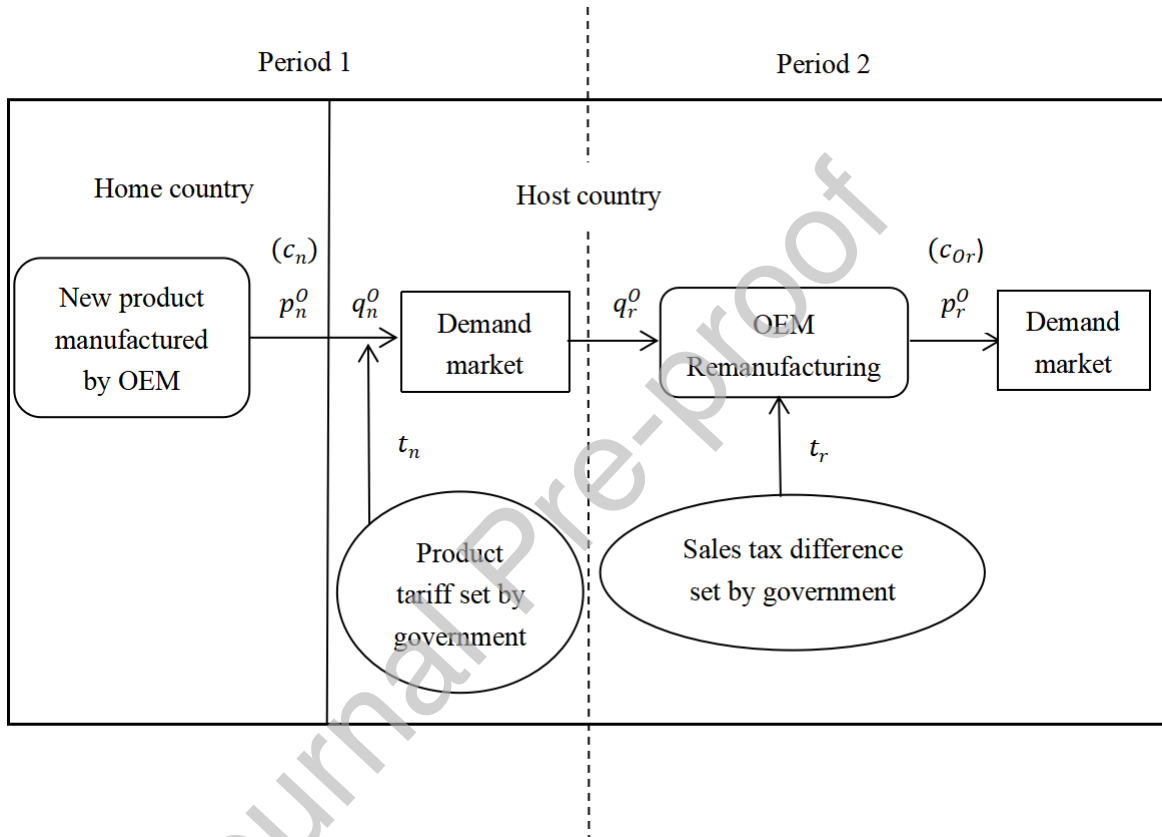 Period 1
Period 2
Home country
Host country
(c_n)
(c_{Or})
New product
manufactured
by OEM
p_n^O
q_n^O
Demand
market
q_r^O
OEM
Remanufacturing
p_r^O
Demand
market
t_n
t_r
Product
tariff set by
government
Sales tax difference
set by government
urnal Pre-proof